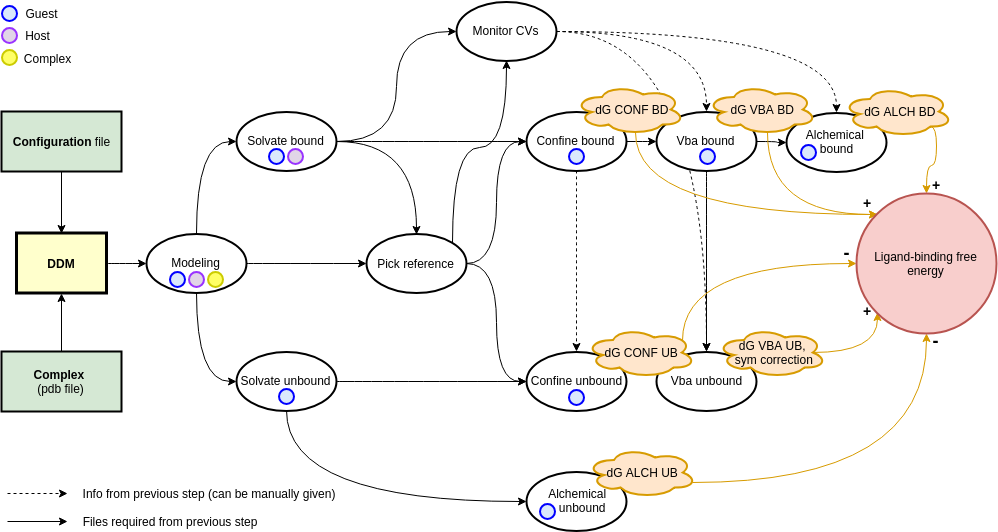 Guest
Host
Complex
Monitor CVs
Configuration file
Solvate bound
dG CONF BD
Confine bound
dG VBA BD
Vba bound
dG ALCH BD
Alchemical
bound
+
+
DDM
Modeling
Pick reference
-
Ligand-binding free
energy
+
-
Complex
(pdb file)
Solvate unbound
dG CONF UB
Confine unbound
dG VBA UB,
sym correction
Vba unbound
dG ALCH UB
Alchemical
unbound
Info from previous step (can be manually given)
Files required from previous step